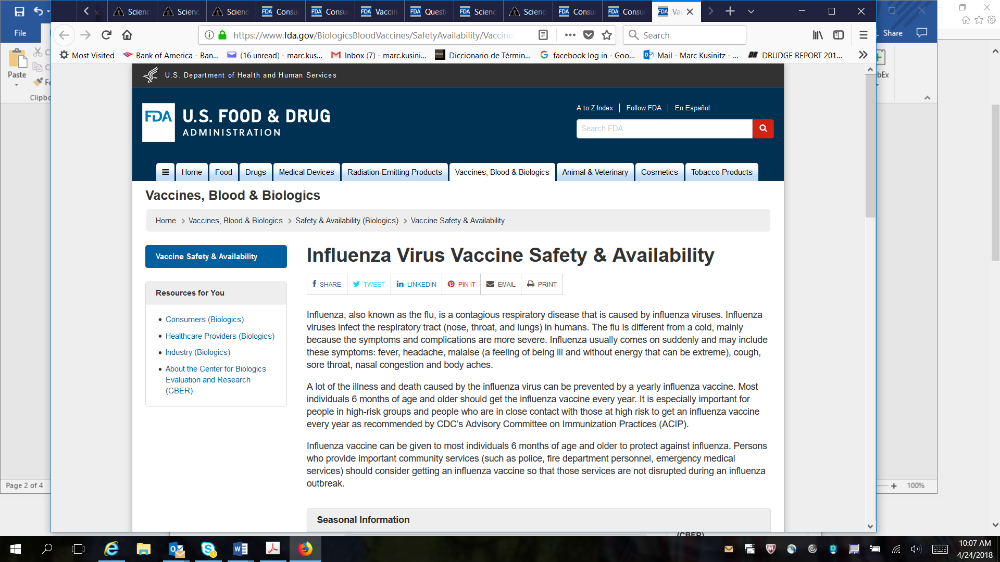 Scienc
Scienc
Scienc
Consu
Consu
Vaccin
Questi
Scienc
Scienc
Consu
Consu
Va
File
Share
https://www.fda.gov/BiologicsBloodVaccines/SafetyAvailability/Vaccine
Search
Most Visited
Bank of America - Ban...
(16 unread) - marc.kus...
Inbox (7) - marc.kusini...
Diccionario de Términ...
facebook log in - Goo...
Mail - Marc Kusinitz - ...
DRUDGE REPORT 201...
Paste
Clipbo
U.S. Department of Health and Human Services
FDA
U.S. FOOD & DRUG
ADMINISTRATION
A to Z Index
Follow FDA
En Español
Search FDA
Home
Food
Drugs
Medical Devices
Radiation-Emitting Products
Vaccines, Blood & Biologics
Animal & Veterinary
Cosmetics
Tobacco Products
Vaccines, Blood & Biologics
Home > Vaccines, Blood & Biologics > Safety & Availability (Biologics) > Vaccine Safety & Availability
Vaccine Safety & Availability
Resources for You
• Consumers (Biologics)
• Healthcare Providers (Biologics)
• Industry (Biologics)
• About the Center for Biologics
Evaluation and Research
(CBER)
Influenza Virus Vaccine Safety & Availability
SHARE
TWEET
LINKEDIN
PIN IT
EMAIL
PRINT
Influenza, also known as the flu, is a contagious respiratory disease that is caused by influenza viruses. Influenza
viruses infect the respiratory tract (nose, throat, and lungs) in humans. The flu is different from a cold, mainly
because the symptoms and complications are more severe. Influenza usually comes on suddenly and may include
these symptoms: fever, headache, malaise (a feeling of being ill and without energy that can be extreme), cough,
sore throat, nasal congestion and body aches.
A lot of the illness and death caused by the influenza virus can be prevented by a yearly influenza vaccine. Most
individuals 6 months of age and older should get the influenza vaccine every year. It is especially important for
people in high-risk groups and people who are in close contact with those at high risk to get an influenza vaccine
every year as recommended by CDC's Advisory Committee on Immunization Practices (ACIP).
Influenza vaccine can be given to most individuals 6 months of age and older to protect against influenza. Persons
who provide important community services (such as police, fire department personnel, emergency medical
services) should consider getting an influenza vaccine so that those services are not disrupted during an influenza
outbreak.
Seasonal Information
(CBER)
Page 2 of 4
100%
10:07 AM
4/24/2018